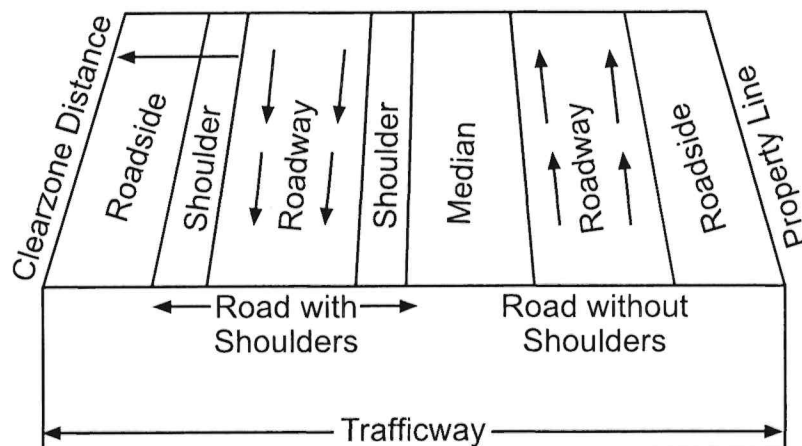 Clearzone Distance
Roadside
Shoulder
Roadway
Shoulder
Median
Roadway
Roadside
Property Line
Road with
Shoulders
Road without
Shoulders
Trafficway